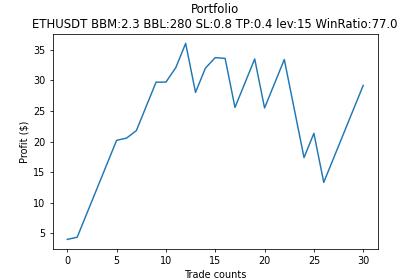 Portfolio
ETHUSDT BBM:2.3 BBL:280 SL:0.8 TP:0.4 lev:15 WinRatio:77.0
35
30
25
20
15
10
5
Profit ($)
0 5 10 15 20 25 30
Trade counts